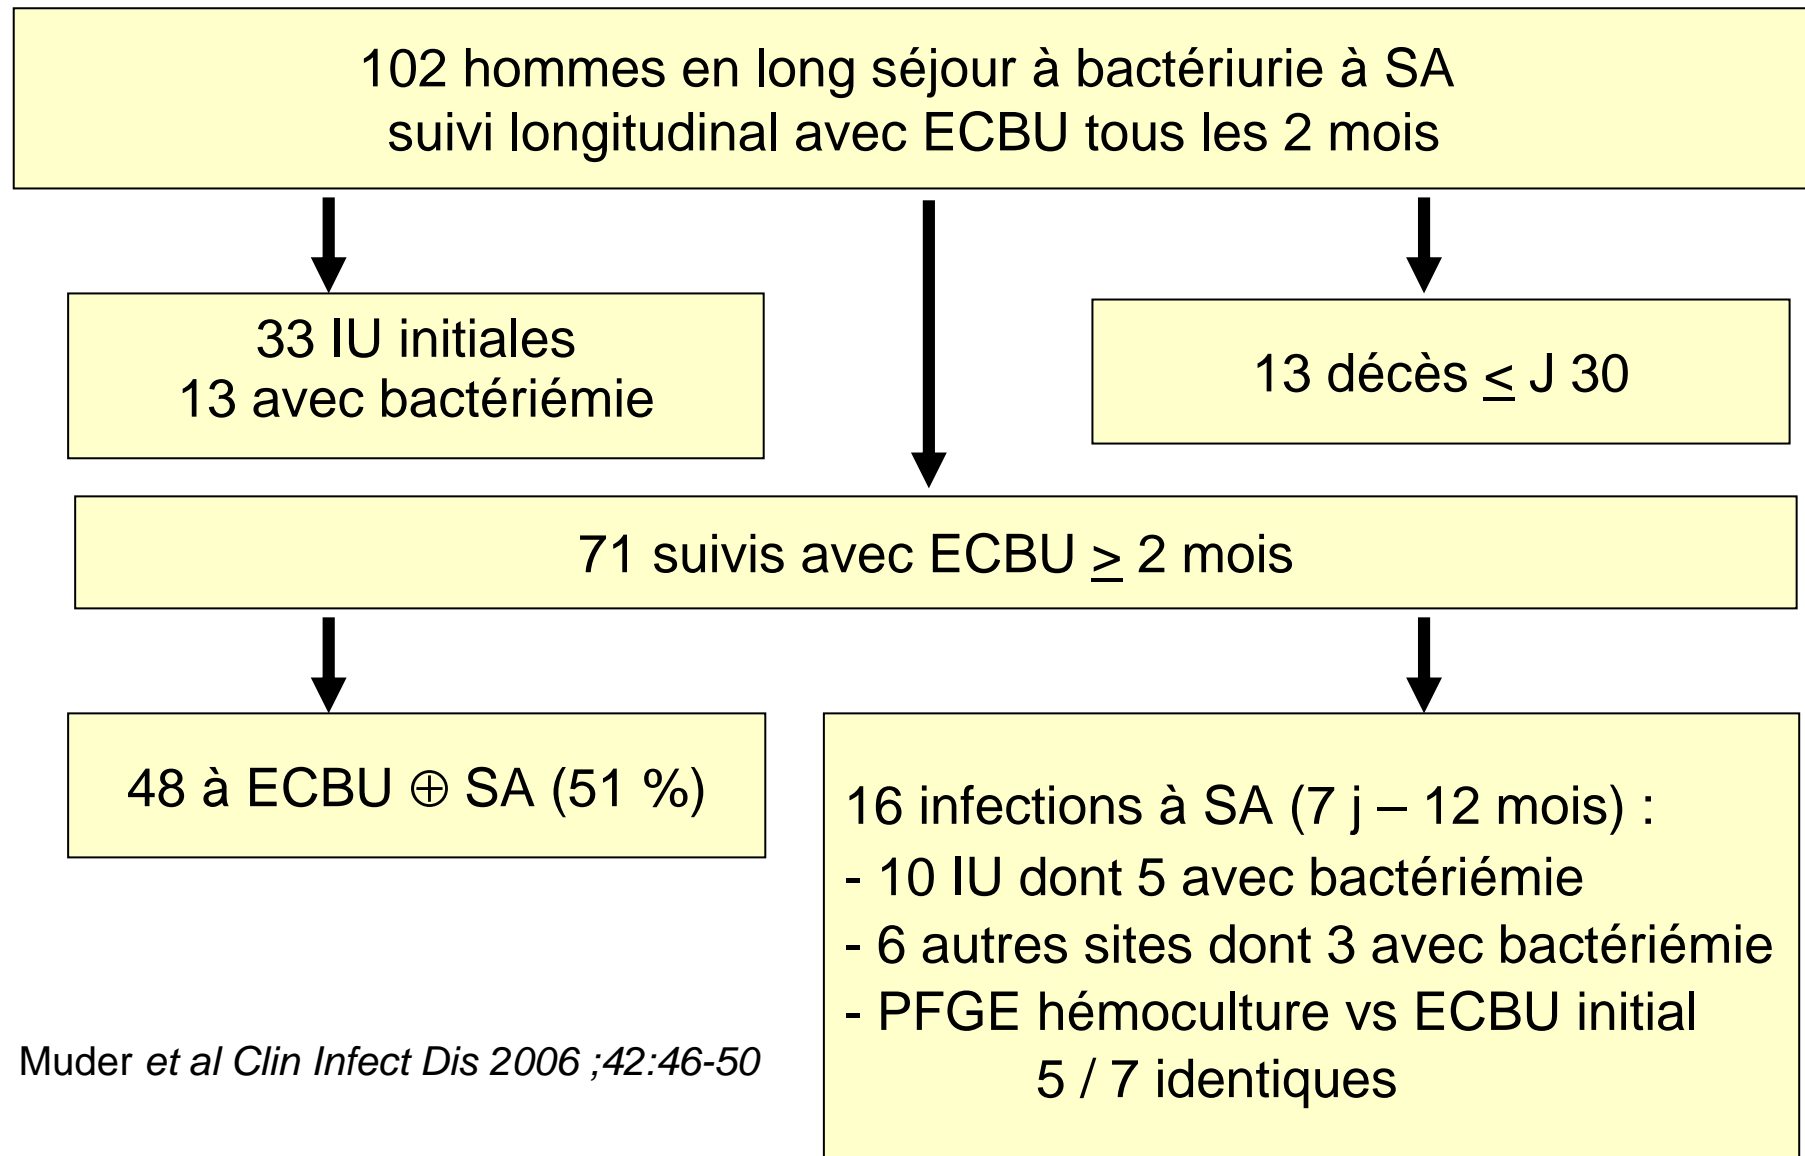 102 hommes en long séjour à bactériurie à SA
suivi longitudinal avec ECBU tous les 2 mois
33 IU initiales
13 avec bactériémie
13 décès ≤ J 30
71 suivis avec ECBU ≥ 2 mois
48 à ECBU ⊕ SA (51 %)
16 infections à SA (7 j – 12 mois) :
- 10 IU dont 5 avec bactériémie
- 6 autres sites dont 3 avec bactériémie
- PFGE hémoculture vs ECBU initial
5 / 7 identiques
Muder et al Clin Infect Dis 2006 ;42:46-50